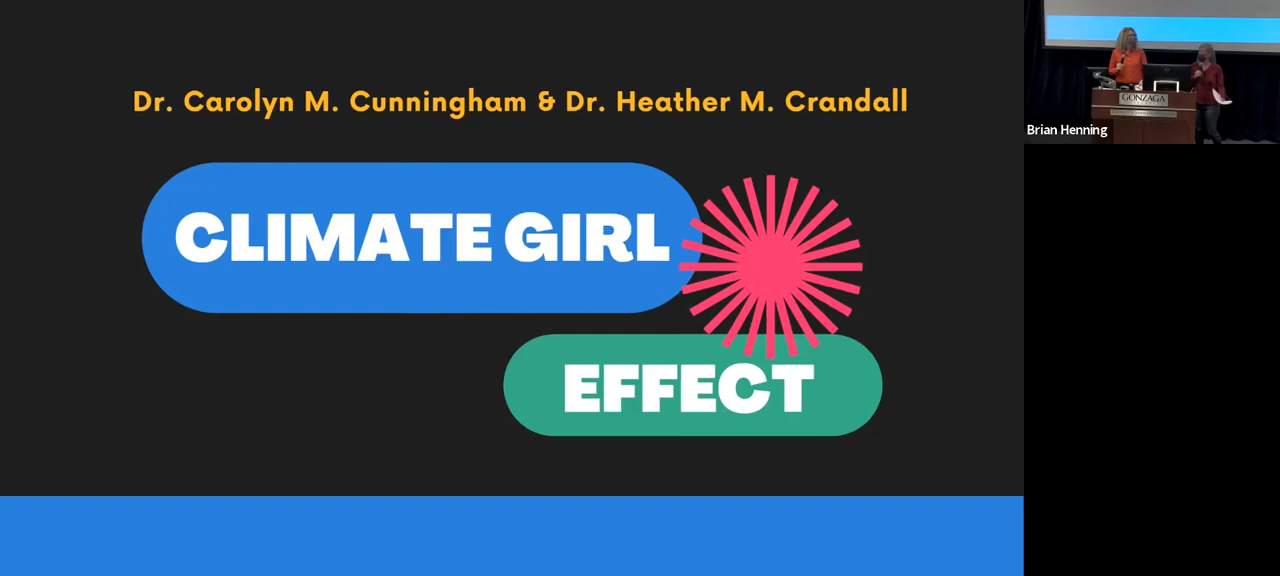 Dr. Carolyn M. Cunningham & Dr. Heather M. Crandall
CLIMATE GIRL
EFFECT
GONZAGA
Brian Henning